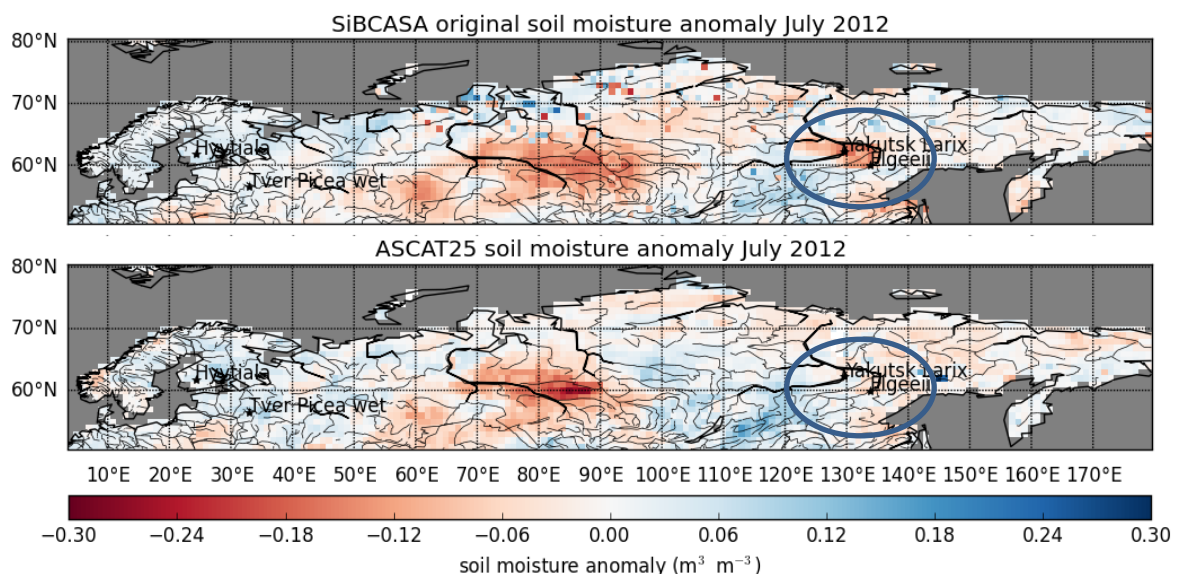 SiBCASA original soil moisture anomaly July 2012
80°N
70°N
60°N
Hyytiala
Tver Picea wet
Yakutsk Larix
Elgeeii
ASCAT25 soil moisture anomaly July 2012
80°N
70°N
60°N
Hyytiala
Tver Picea wet
Yakutsk Larix
Elgeeii
10°E 20°E 30°E 40°E 50°E 60°E 70°E 80°E 90°E 100°E 110°E 120°E 130°E 140°E 150°E 160°E 170°E
−0.30 −0.24 −0.18 −0.12 −0.06 0.00 0.06 0.12 0.18 0.24 0.30
soil moisture anomaly (m³ m⁻³)